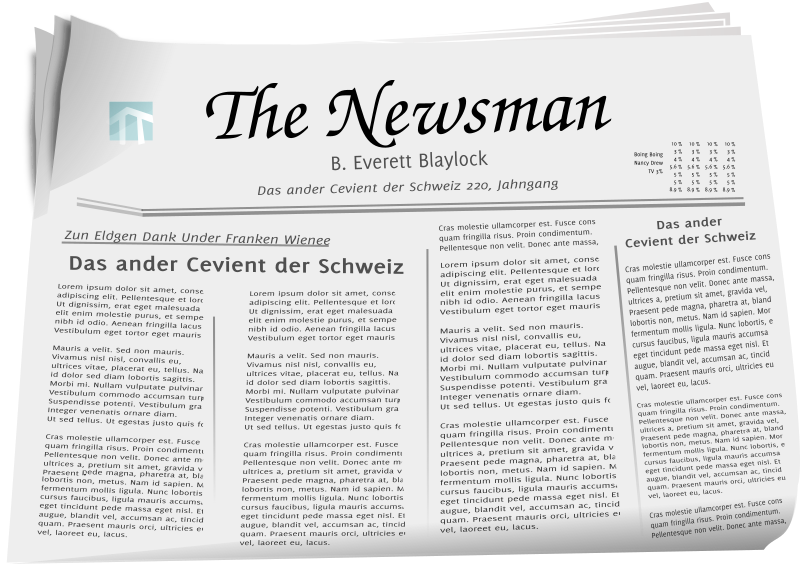 The Newsman
B. Everett Blaylock
Das ander Cevient der Schweiz 220, Jahngang
Boing Boing
Nancy Drew
TV 3%
10% 10% 10% 10%
3% 3% 3% 3%
4% 4% 4% 4%
5.6% 5.6% 5.6% 5.6%
5% 5% 5% 5%
5% 5% 5% 5%
8.9% 8.9% 8.9% 8.9%
Zun Eldgen Dank Under Franken Wienee
Das ander Cevient der Schweiz
Lorem ipsum dolor sit amet, consc
adipiscing elit. Pellentesque et lorc
Ut dignissim, erat eget malesuada
elit enim molestie purus, et sempe
nibh id odio. Aenean fringilla lacus
Vestibulum eget tortor eget mauris
Mauris a velit. Sed non mauris.
Vivamus nisl nisl, convallis eu,
ultrices vitae, placerat eu, tellus. Na
id dolor sed diam lobortis sagittis.
Morbi mi. Nullam vulputate pulvinar
Vestibulum commodo accumsan turp
Suspendisse potenti. Vestibulum gra
Integer venenatis ornare diam.
Ut sed tellus. Ut egestas justo quis fc
Cras molestie ullamcorper est. Fusce
quam fringilla risus. Proin condimenti
Pellentesque non velit. Donec ante m
ultrices a, pretium sit amet, gravida v
Praesent pede magna, pharetra at, bla
lobortis non, metus. Nam id sapien. M
fermentum mollis ligula. Nunc lobortis
cursus faucibus, ligula mauris accums
eget tincidunt pede massa eget nisl. Et
augue, blandit vel, accumsan ac, tincid
quam. Praesent mauris orci, ultricies e
vel, laoreet eu, lacus.
Lorem ipsum dolor sit amet, consc
adipiscing elit. Pellentesque et lorc
Ut dignissim, erat eget malesuada
elit enim molestie purus, et sempe
nibh id odio. Aenean fringilla lacus
Vestibulum eget tortor eget mauris
Mauris a velit. Sed non mauris.
Vivamus nisl nisl, convallis eu,
ultrices vitae, placerat eu, tellus. Na
id dolor sed diam lobortis sagittis.
Morbi mi. Nullam vulputate pulvinar
Vestibulum commodo accumsan turp
Suspendisse potenti. Vestibulum gra
Integer venenatis ornare diam.
Ut sed tellus. Ut egestas justo quis fc
Cras molestie ullamcorper est. Fusce
quam fringilla risus. Proin condimenti
Pellentesque non velit. Donec ante m
ultrices a, pretium sit amet, gravida v
Praesent pede magna, pharetra at, bla
lobortis non, metus. Nam id sapien. M
fermentum mollis ligula. Nunc lobortis
cursus faucibus, ligula mauris accums
eget tincidunt pede massa eget nisl. Et
augue, blandit vel, accumsan ac, tincid
quam. Praesent mauris orci, ultricies ei
vel, laoreet eu, lacus.
Cras molestie ullamcorper est. Fusce cons
quam fringilla risus. Proin condimentum.
Pellentesque non velit. Donec ante massa,
Lorem ipsum dolor sit amet, consc
adipiscing elit. Pellentesque et lorc
Ut dignissim, erat eget malesuada
elit enim molestie purus, et sempe
nibh id odio. Aenean fringilla lacus
Vestibulum eget tortor eget mauris
Mauris a velit. Sed non mauris.
Vivamus nisl nisl, convallis eu,
ultrices vitae, placerat eu, tellus. Na
id dolor sed diam lobortis sagittis.
Morbi mi. Nullam vulputate pulvinar
Vestibulum commodo accumsan turp
Suspendisse potenti. Vestibulum gra
Integer venenatis ornare diam.
Ut sed tellus. Ut egestas justo quis fc
Cras molestie ullamcorper est. Fusce
quam fringilla risus. Proin condimenti
Pellentesque non velit. Donec ante m
ultrices a, pretium sit amet, gravida v
Praesent pede magna, pharetra at, bla
lobortis non, metus. Nam id sapien. M
fermentum mollis ligula. Nunc lobortis
cursus faucibus, ligula mauris accums
eget tincidunt pede massa eget nisl. Et
augue, blandit vel, accumsan ac, tincid
quam. Praesent mauris orci, ultricies eu
vel, laoreet eu, lacus.
Das ander
Cevient der Schweiz
Cras molestie ullamcorper est. Fusce cons
quam fringilla risus. Proin condimentum.
Pellentesque non velit. Donec ante massa,
ultrices a, pretium sit amet, gravida vel,
Praesent pede magna, pharetra at, bland
lobortis non, metus. Nam id sapien. Mor
fermentum mollis ligula. Nunc lobortis, e
cursus faucibus, ligula mauris accumsan
eget tincidunt pede massa eget nisl. Et
augue, blandit vel, accumsan ac, tincid
quam. Praesent mauris orci, ultricies eu
vel, laoreet eu, lacus.
Cras molestie ullamcorper est. Fusce cons
quam fringilla risus. Proin condimentum.
Pellentesque non velit. Donec ante massa,
ultrices a, pretium sit amet, gravida vel,
Praesent pede magna, pharetra at, bland
lobortis non, metus. Nam id sapien. Mor
fermentum mollis ligula. Nunc lobortis, e
cursus faucibus, ligula mauris accumsan
eget tincidunt pede massa eget nisl. Et
augue, blandit vel, accumsan ac, tincid
quam. Praesent mauris orci, ultricies eu
vel, laoreet eu, lacus.
Cras molestie ullamcorper est. Fusce cons
quam fringilla risus. Proin condimentum.
Pellentesque non velit. Donec ante massa,